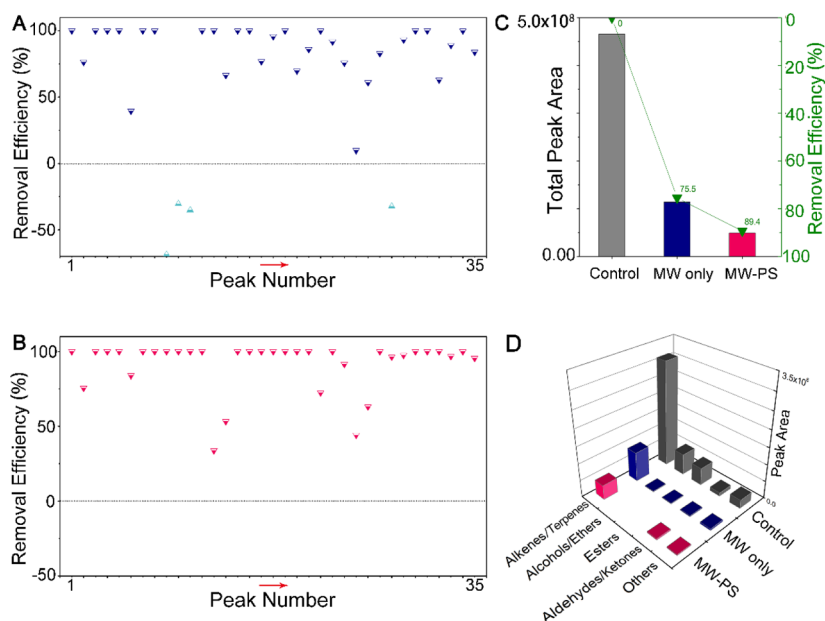 A
Removal Efficiency (%)
100
50
0
−50
1
35
Peak Number
B
Removal Efficiency (%)
100
50
0
−50
1
35
Peak Number
C
5.0x10⁸
0.00
Total Peak Area
0
20
40
60
80
100
Removal Efficiency (%)
0
75.5
89.4
Control
MW only
MW-PS
D
3.5x10⁸
0.0
Peak Area
Alkenes/Terpenes
Alcohols/Ethers
Esters
Aldehydes/Ketones
Others
Control
MW only
MW-PS